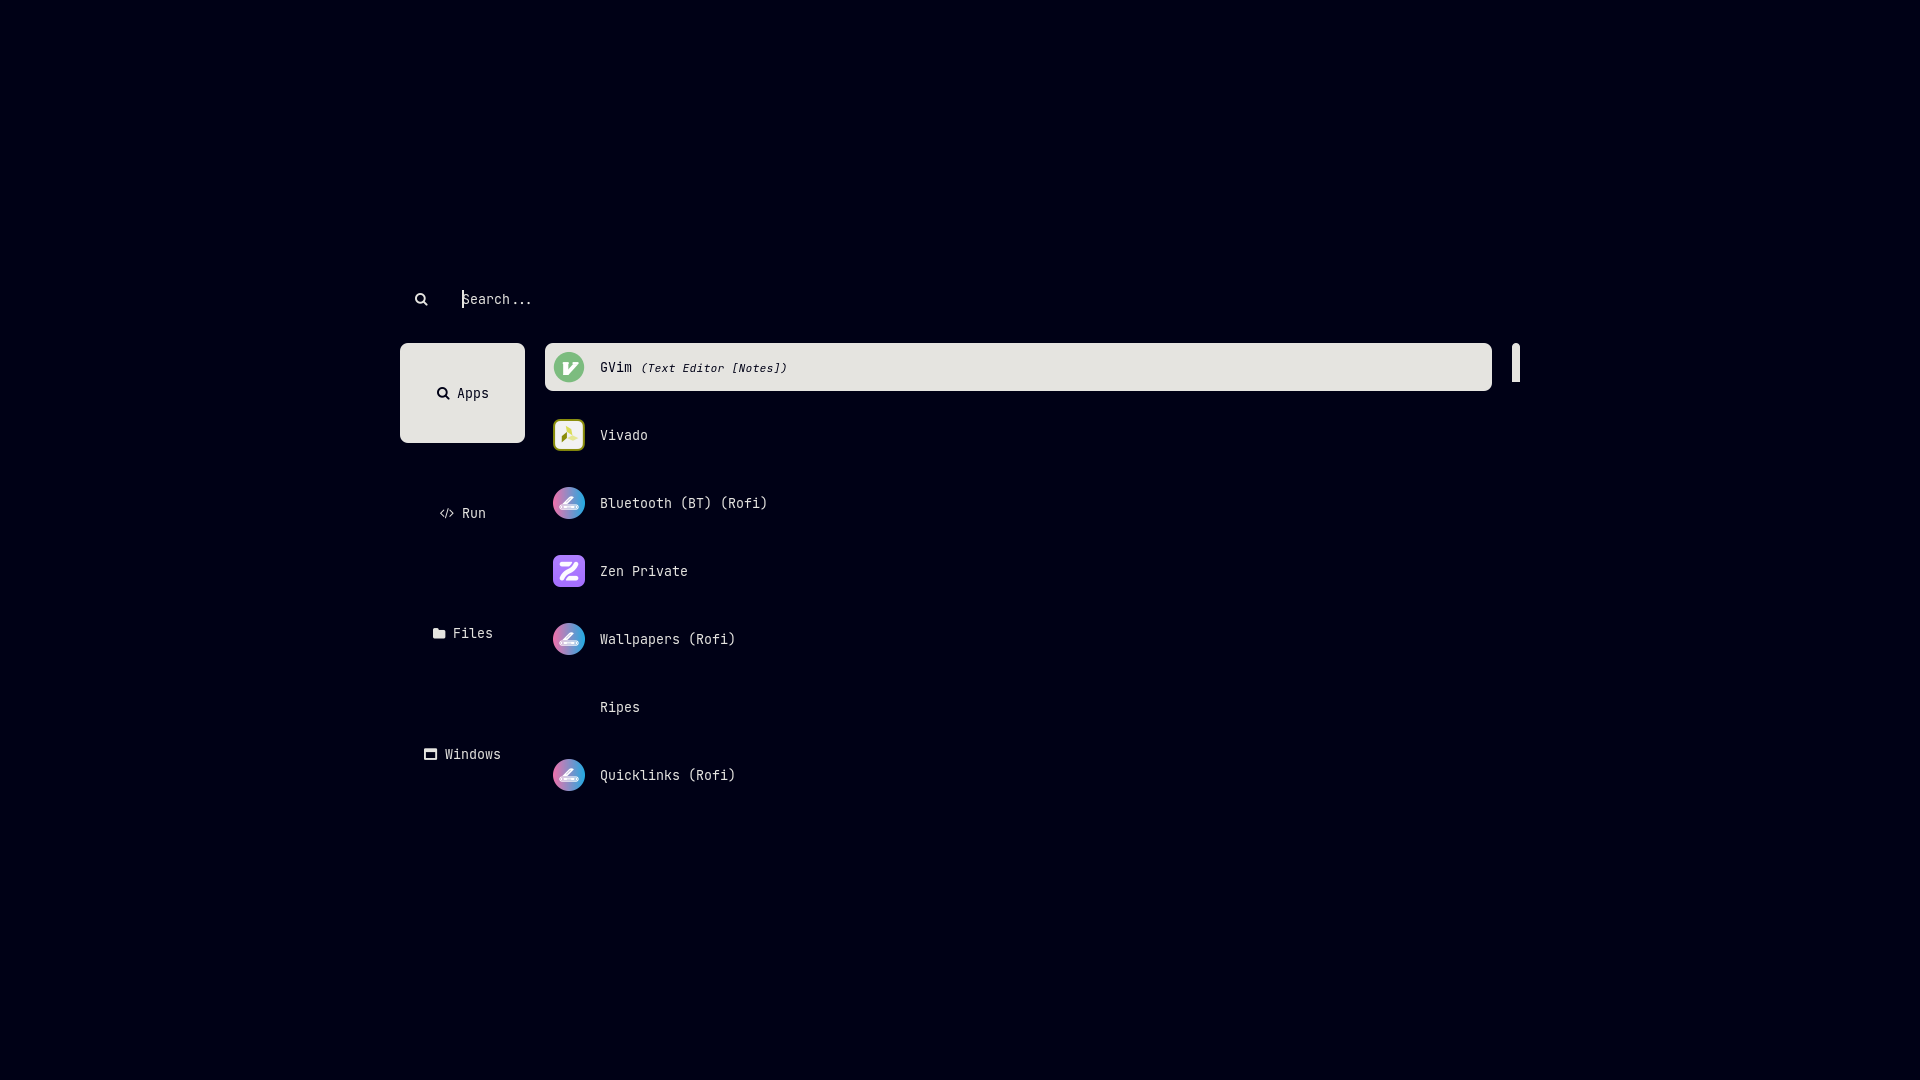 Search...
Apps
Run
Files
Windows
GVim (Text Editor [Notes])
Vivado
Bluetooth (BT) (Rofi)
Zen Private
Wallpapers (Rofi)
Ripes
Quicklinks (Rofi)